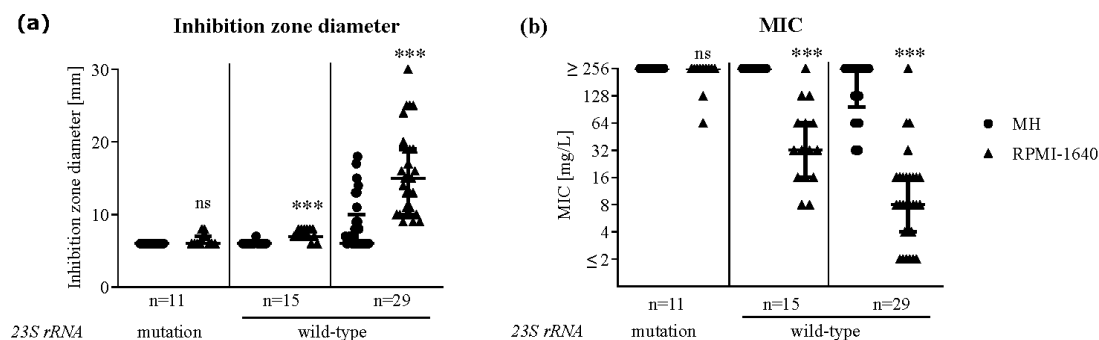 (a)
Inhibition zone diameter
Inhibition zone diameter [mm]
30
20
10
0
ns
***
***
n=11
n=15
n=29
23S rRNA
mutation
wild-type
(b)
MIC
MIC [mg/L]
≥ 256
128
64
32
16
8
4
≤ 2
ns
***
***
n=11
n=15
n=29
23S rRNA
mutation
wild-type
MH
RPMI-1640